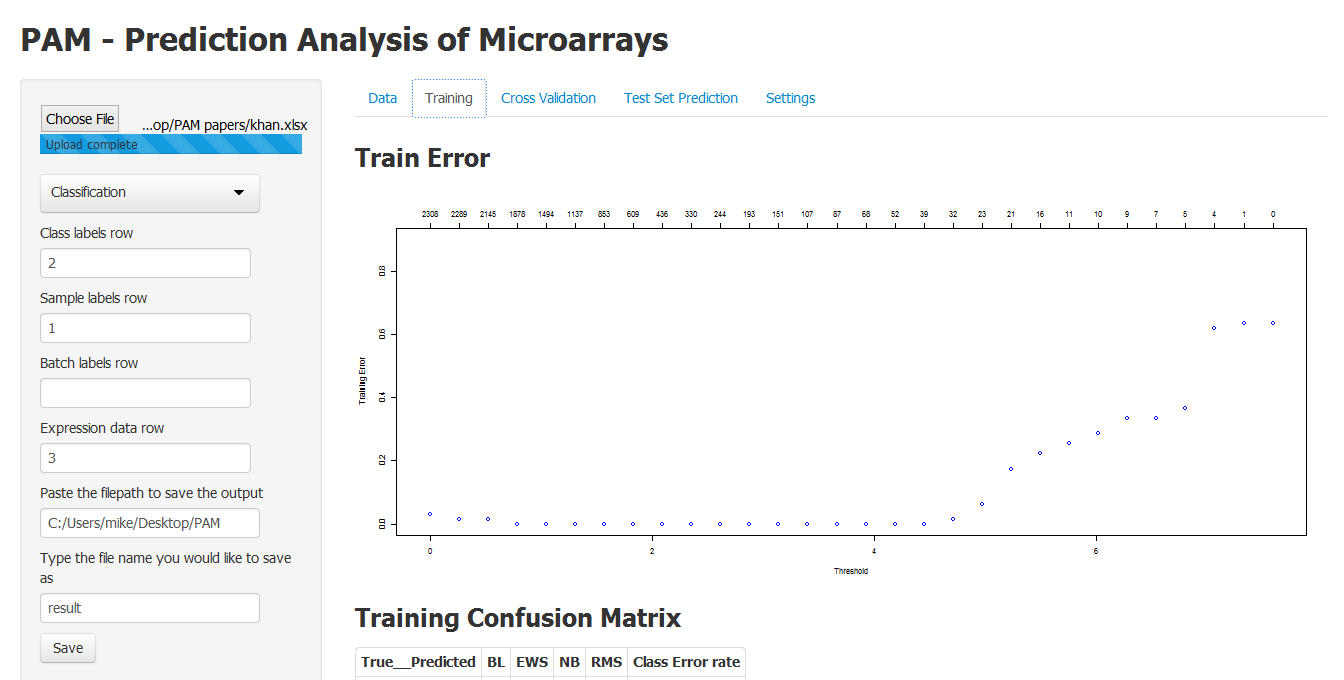 PAM - Prediction Analysis of Microarrays
Choose File
...op/PAM papers/khan.xlsx
Upload complete
Classification
Class labels row
2
Sample labels row
1
Batch labels row
Expression data row
3
Paste the filepath to save the output
C:/Users/mike/Desktop/PAM
Type the file name you would like to save
as
result
Save
Data Training Cross Validation Test Set Prediction Settings
Train Error
2308 2289 2145 1878 1494 1137 853 609 436 330 244 193 151 107 87 68 52 39 32 23 21 16 11 10 9 7 5 4 1 0
Training Error
0.8
0.6
0.4
0.2
0.0
0 2 4 6
Threshold
Training Confusion Matrix
True__Predicted BL EWS NB RMS Class Error rate